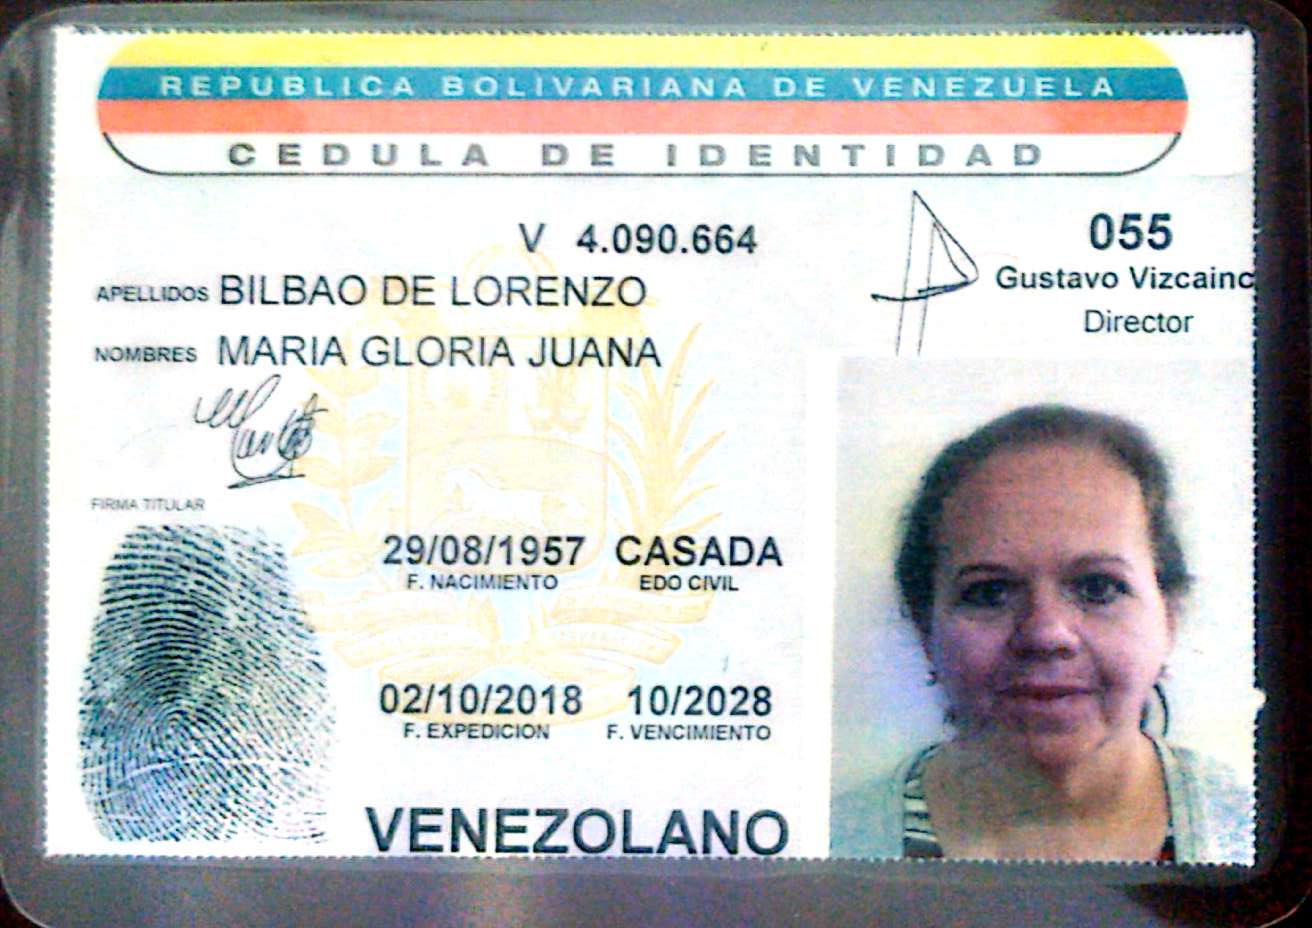 REPUBLICA BOLIVARIANA DE VENEZUELA
CEDULA DE IDENTIDAD
V 4.090.664
055
Gustavo Vizcaino
Director
APELLIDOS BILBAO DE LORENZO
NOMBRES MARIA GLORIA JUANA
FIRMA TITULAR
29/08/1957 CASADA
F. NACIMIENTO EDO CIVIL
02/10/2018 10/2028
F. EXPEDICION F. VENCIMIENTO
VENEZOLANO